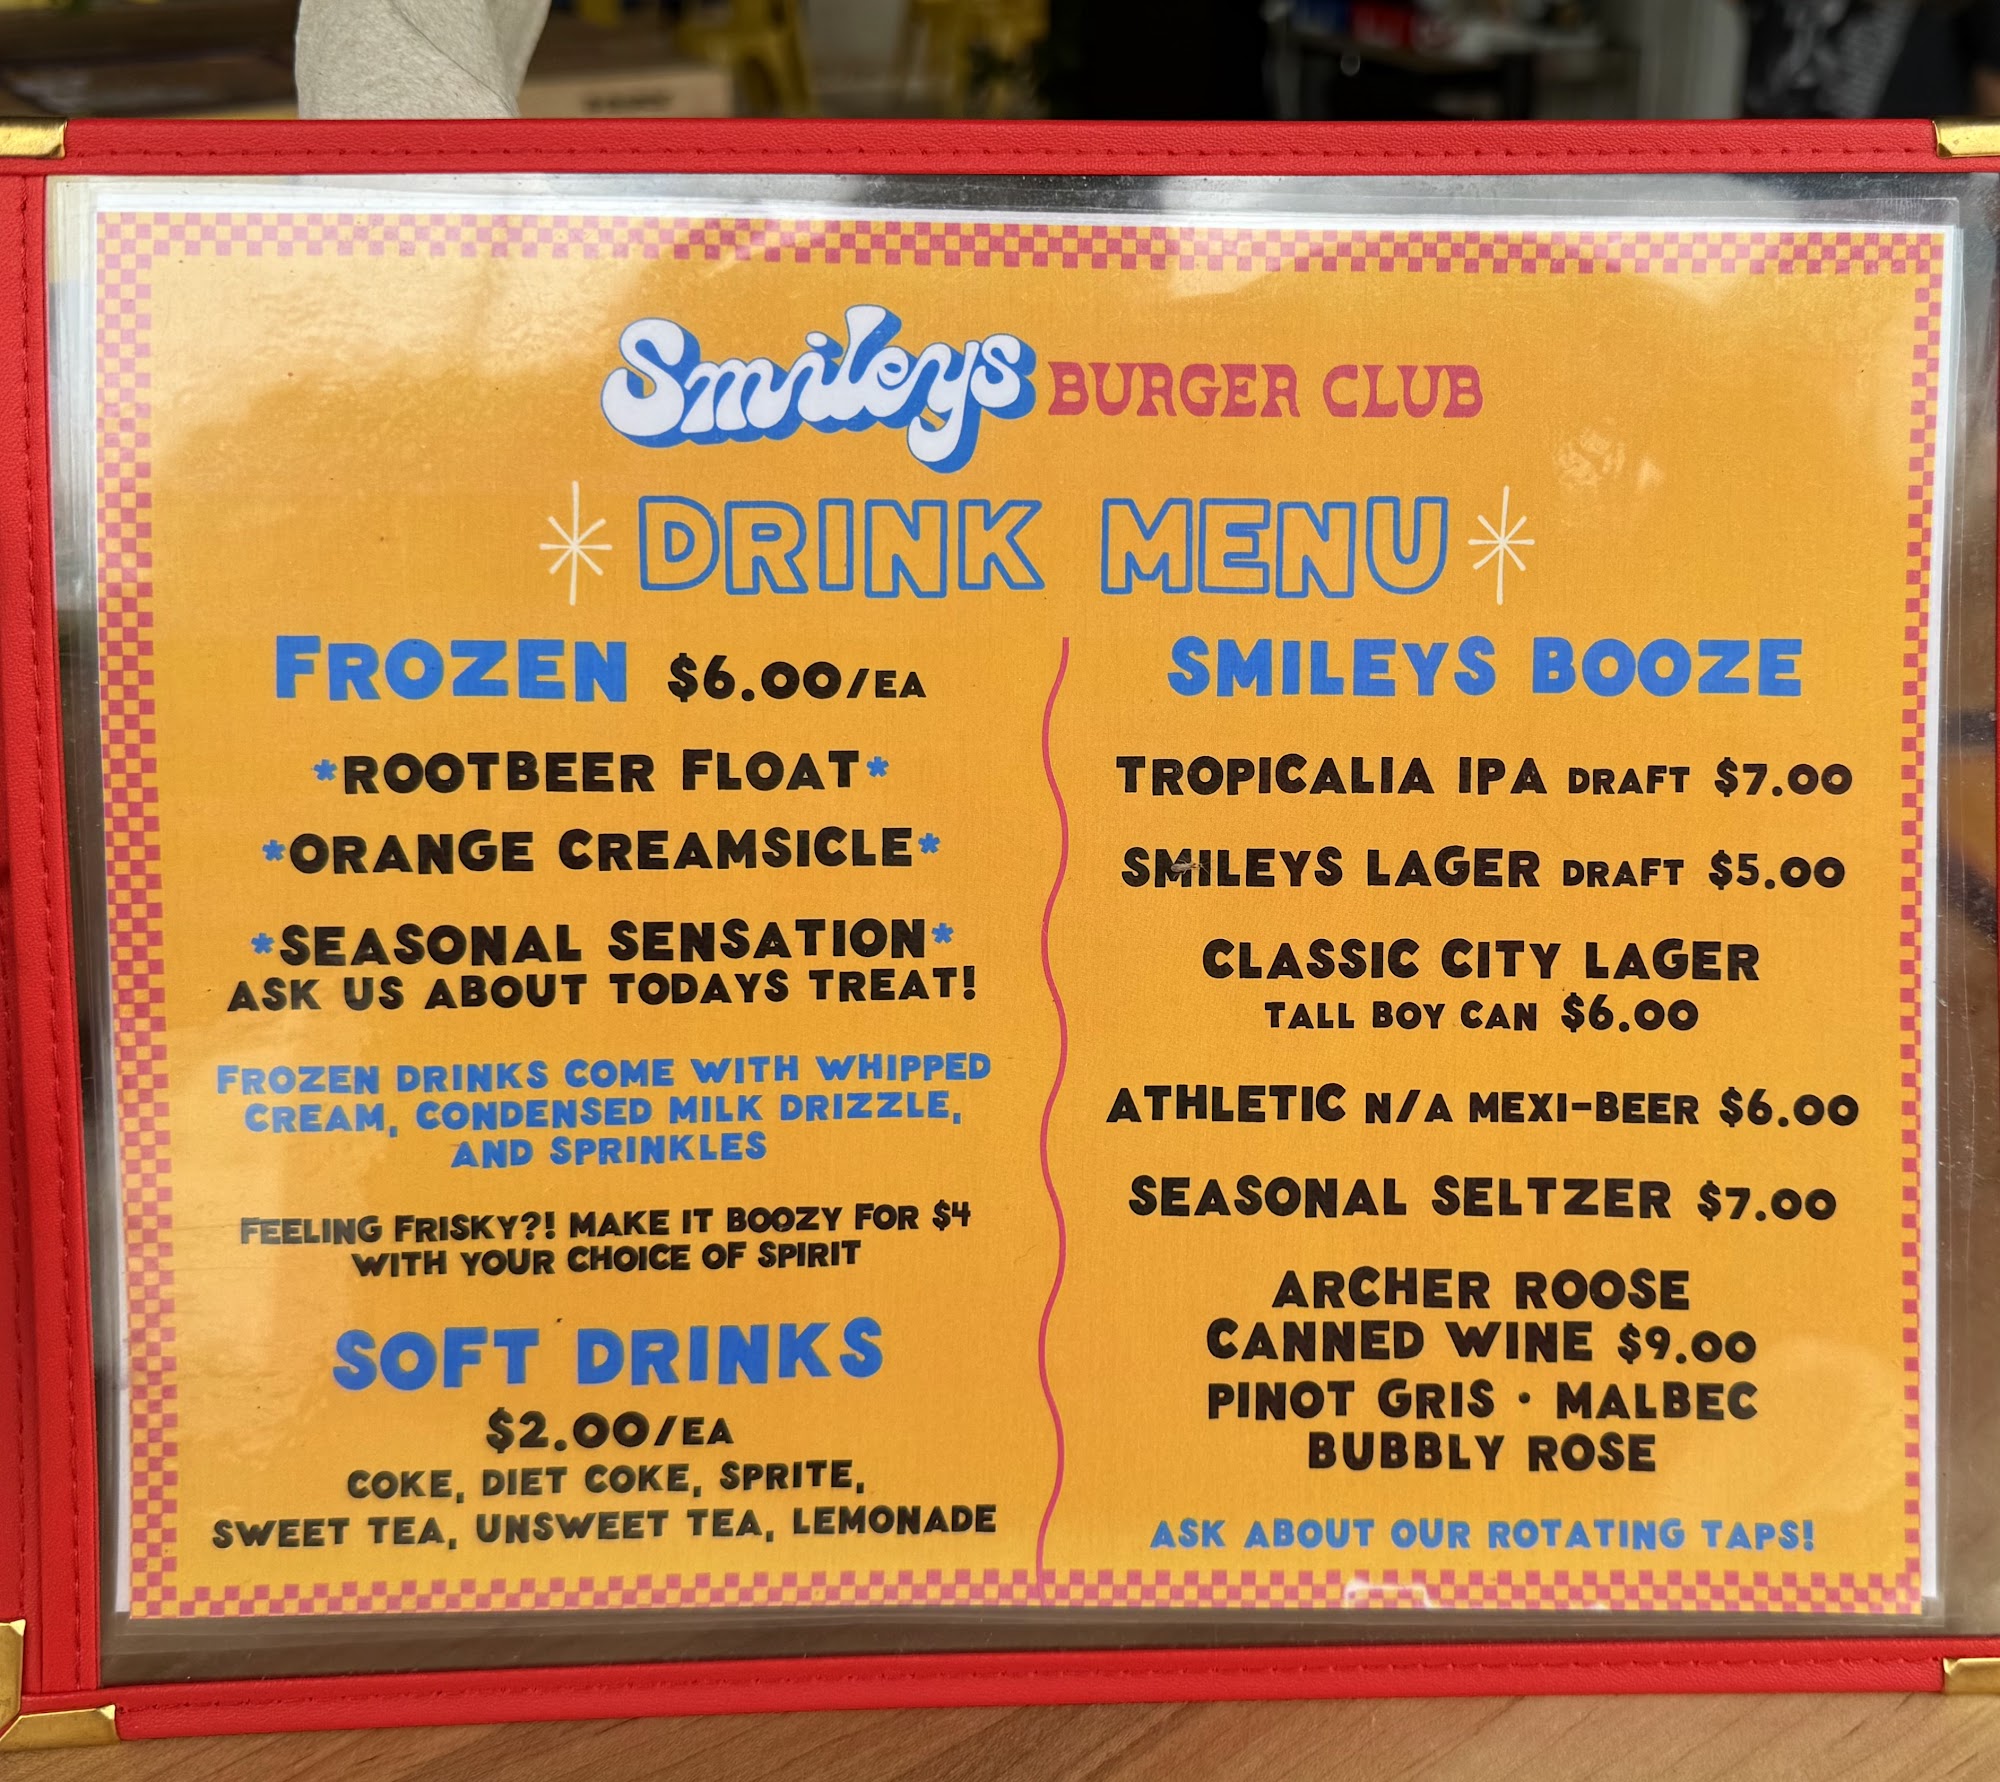 Smileys BURGER CLUB
DRINK MENU
FROZEN $6.00/EA
*ROOTBEER FLOAT*
*ORANGE CREAMSICLE*
*SEASONAL SENSATION*
ASK US ABOUT TODAYS TREAT!
FROZEN DRINKS COME WITH WHIPPED
CREAM, CONDENSED MILK DRIZZLE,
AND SPRINKLES
FEELING FRISKY?! MAKE IT BOOZY FOR $4
WITH YOUR CHOICE OF SPIRIT
SOFT DRINKS
$2.00/EA
COKE, DIET COKE, SPRITE,
SWEET TEA, UNSWEET TEA, LEMONADE
SMILEYS BOOZE
TROPICALIA IPA DRAFT $7.00
SMILEYS LAGER DRAFT $5.00
CLASSIC CITY LAGER
TALL BOY CAN $6.00
ATHLETIC N/A MEXI-BEER $6.00
SEASONAL SELTZER $7.00
ARCHER ROOSE
CANNED WINE $9.00
PINOT GRIS • MALBEC
BUBBLY ROSE
ASK ABOUT OUR ROTATING TAPS!